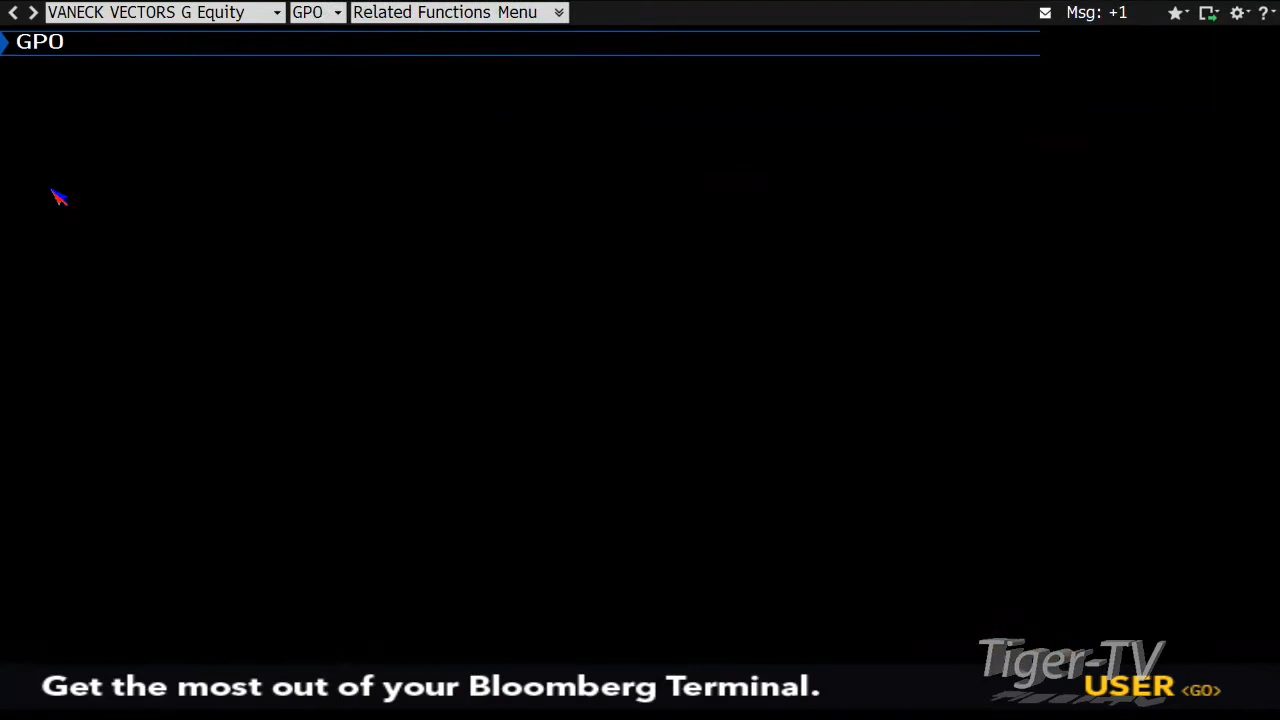 VANECK VECTORS G Equity GPO Related Functions Menu Msg: +1 ?
GPO
Get the most out of your Bloomberg Terminal.
Tiger-TV
USER <GO>